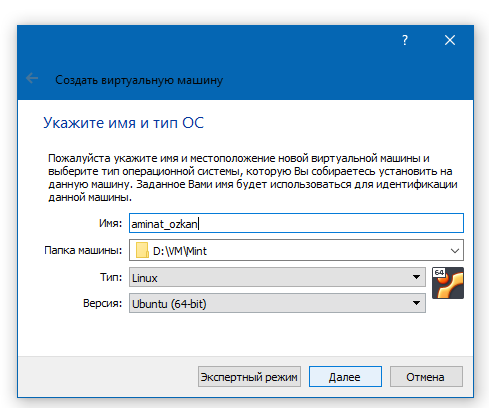 ?
Создать виртуальную машину
Укажите имя и тип ОС
Пожалуйста укажите имя и местоположение новой виртуальной машины и
выберите тип операционной системы, которую Вы собираетесь установить на
данную машину. Заданное Вами имя будет использоваться для идентификации
данной машины.
Имя: aminat_ozkan
Папка машины: D:\VM\Mint
Тип: Linux
64
Версия: Ubuntu (64-bit)
Экспертный режим Далее Отмена